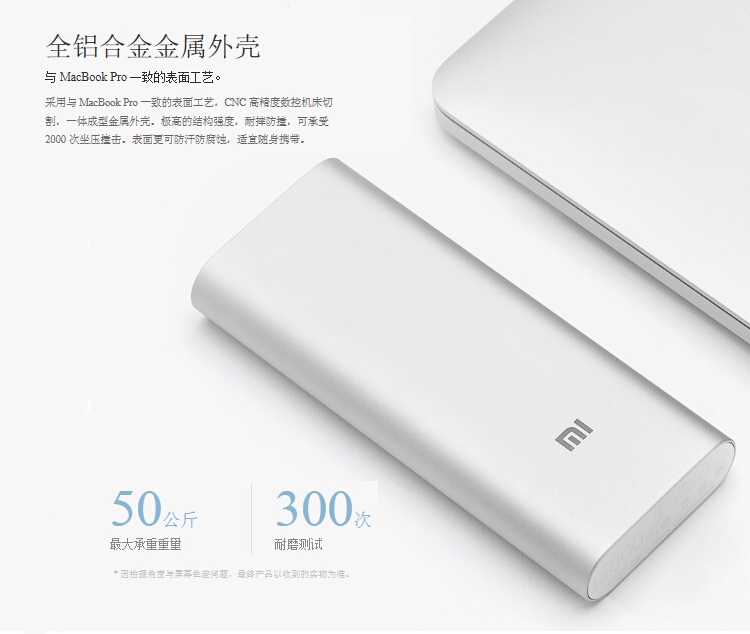 全铝合金金属外壳
与 MacBook Pro 一致的表面工艺。
采用与 MacBook Pro 一致的表面工艺，CNC 高精度数控机床切
割，一体成型金属外壳。极高的结构强度，耐摔防撞，可承受
2000 次坐压撞击。表面更可防汗防腐蚀，适宜随身携带。
MI
50公斤
最大承重重量
300次
耐磨测试
*因拍摄角度与屏幕色差问题，最终产品以收到的实物为准。